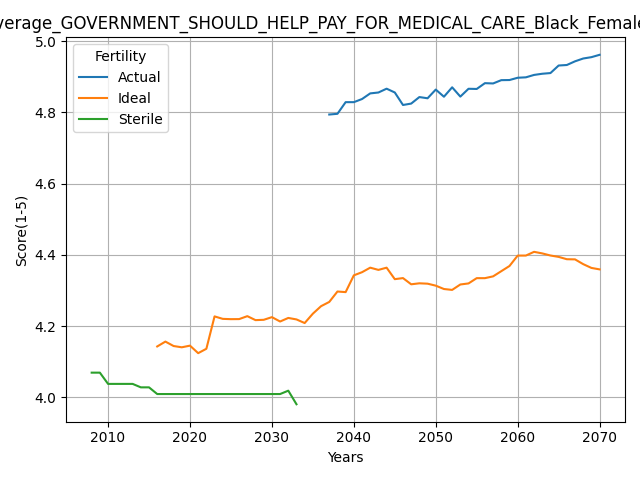 verage_GOVERNMENT_SHOULD_HELP_PAY_FOR_MEDICAL_CARE_Black_Female
Fertility
Actual
Ideal
Sterile
5.0
4.8
4.6
4.4
4.2
4.0
Score(1-5)
2010 2020 2030 2040 2050 2060 2070
Years